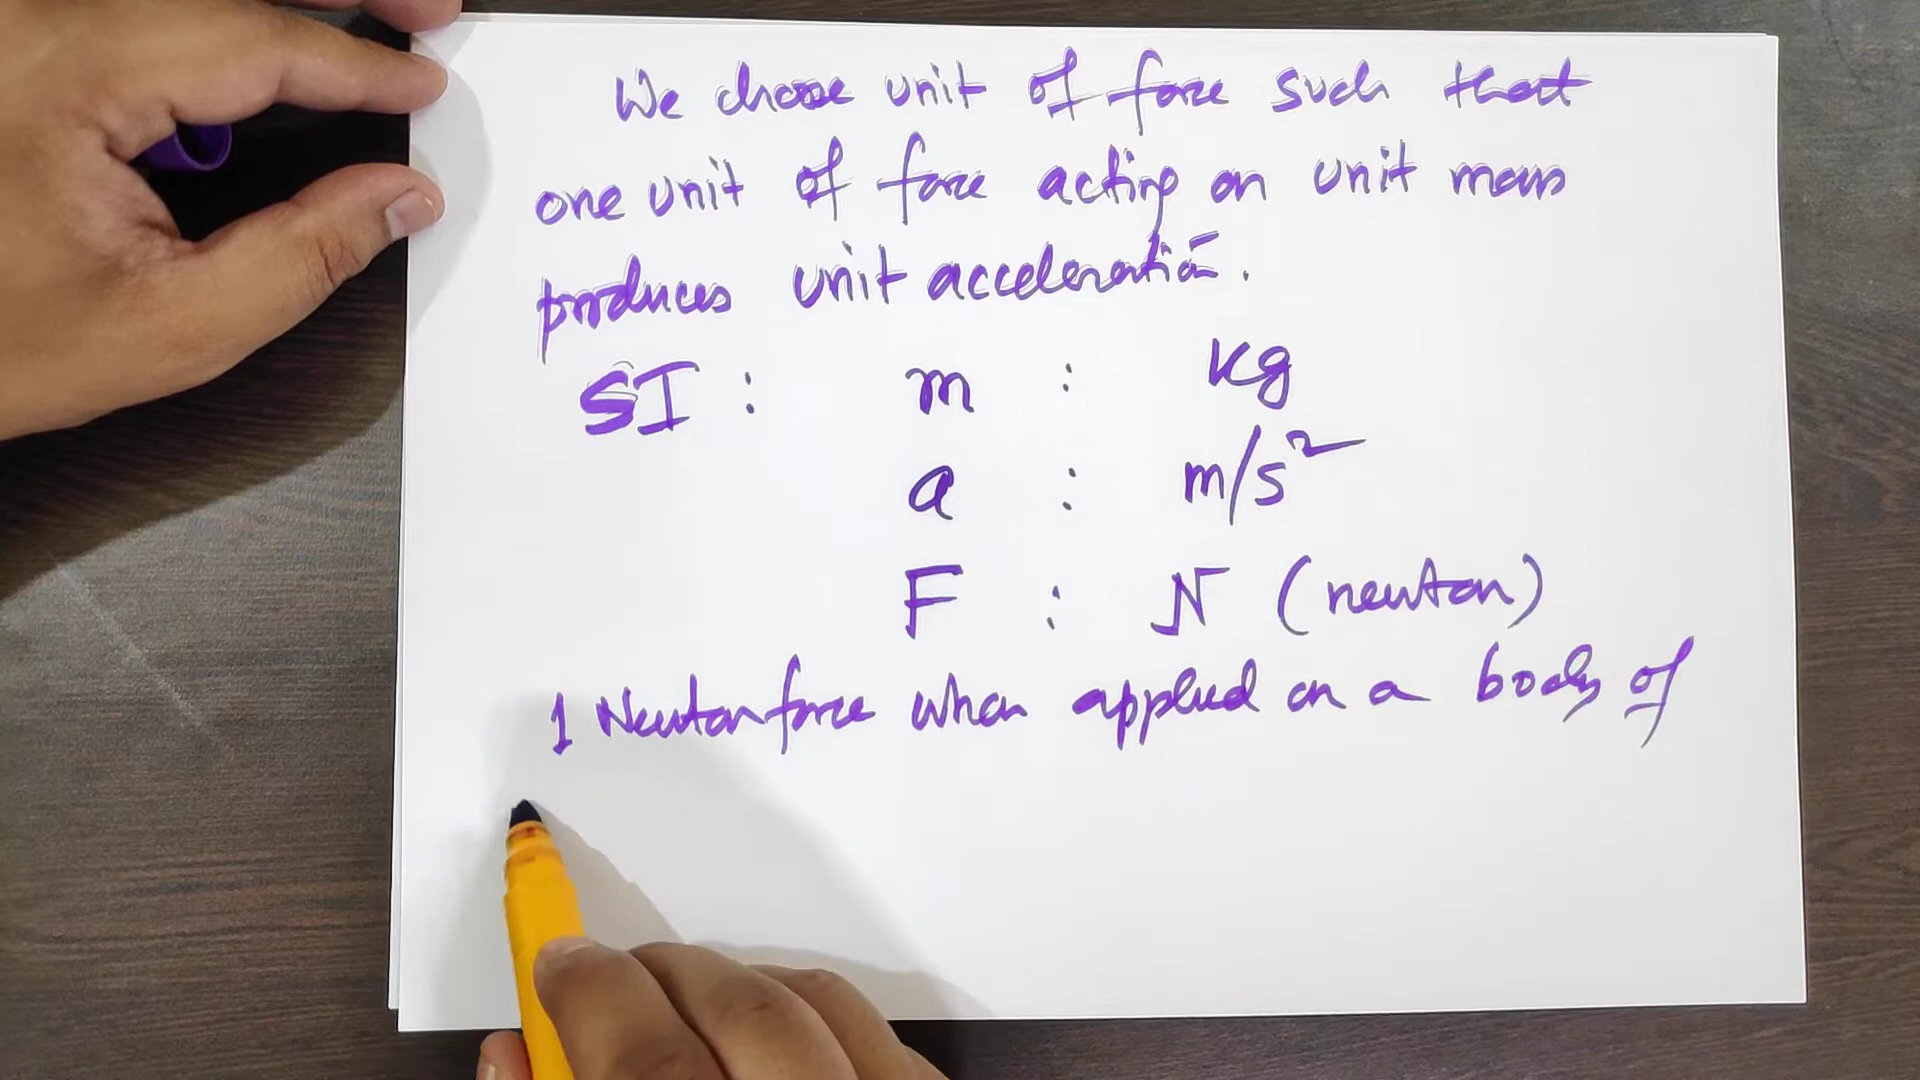 We choose unit of force such that
one unit of force acting on unit mass
produces unit acceleration.
SI : m : kg
a : m/s²
F : N (newton)
1 Newton force when applied on a body of